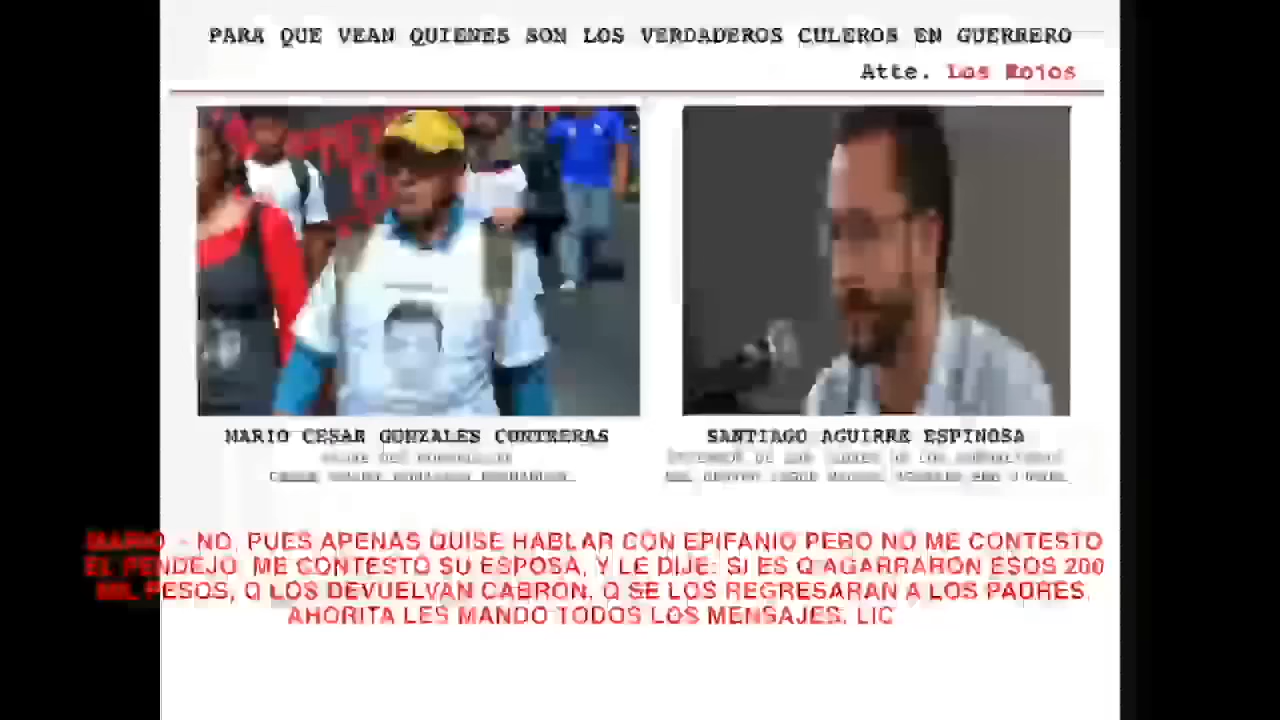 PARA QUE VEAN QUIENES SON LOS VERDADEROS CULEROS EN GUERRERO
Atte. Los Rojos
MARIO CESAR GONZALES CONTRERAS
SANTIAGO AGUIRRE ESPINOSA
MARIO - NO, PUES APENAS QUISE HABLAR CON EPIFANIO PERO NO ME CONTESTO
EL PENDEJO, ME CONTESTO SU ESPOSA, Y LE DIJE: SI ES Q AGARRARON ESOS 200
MIL PESOS, Q LOS DEVUELVAN CABRON, Q SE LOS REGRESARAN A LOS PADRES.
AHORITA LES MANDO TODOS LOS MENSAJES, LIC